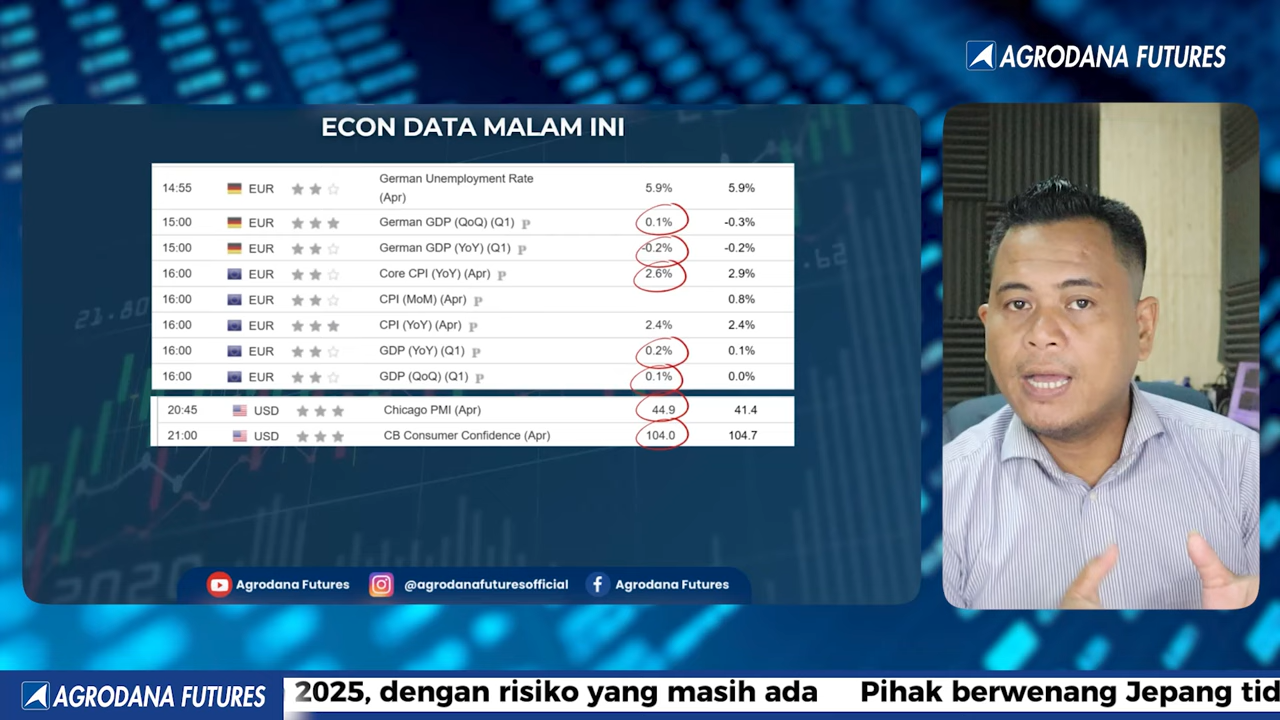 AGRODANA FUTURES
ECON DATA MALAM INI
14:55 EUR German Unemployment Rate (Apr) 5.9% 5.9%
15:00 EUR German GDP (QoQ) (Q1) P 0.1% -0.3%
15:00 EUR German GDP (YoY) (Q1) P -0.2% -0.2%
16:00 EUR Core CPI (YoY) (Apr) P 2.6% 2.9%
16:00 EUR CPI (MoM) (Apr) P 0.8%
16:00 EUR CPI (YoY) (Apr) P 2.4% 2.4%
16:00 EUR GDP (YoY) (Q1) P 0.2% 0.1%
16:00 EUR GDP (QoQ) (Q1) P 0.1% 0.0%
20:45 USD Chicago PMI (Apr) 44.9 41.4
21:00 USD CB Consumer Confidence (Apr) 104.0 104.7
21.80
.62
2020
Agrodana Futures @agrodanafuturesofficial Agrodana Futures
AGRODANA FUTURES 2025, dengan risiko yang masih ada Pihak berwenang Jepang tid